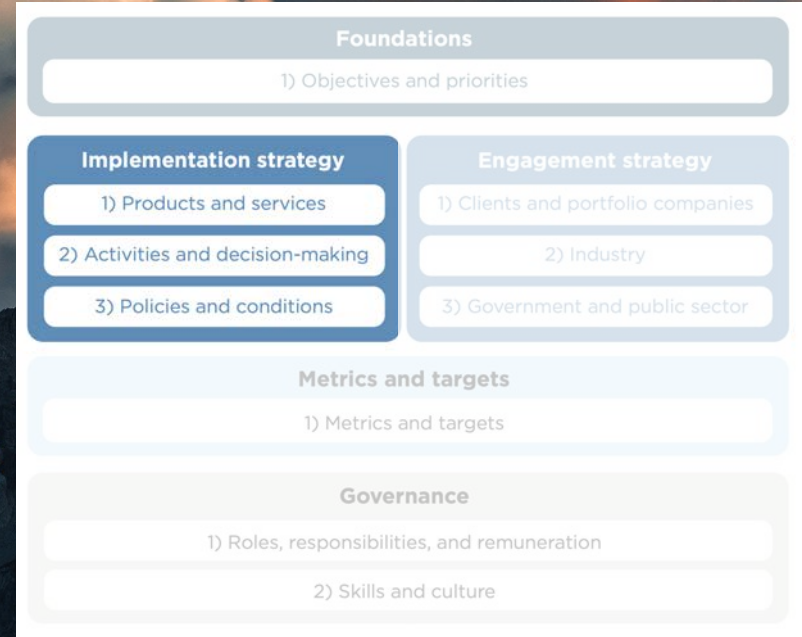 Foundations
1) Objectives and priorities
Implementation strategy
1) Products and services
2) Activities and decision-making
3) Policies and conditions
Engagement strategy
1) Clients and portfolio companies
2) Industry
3) Government and public sector
Metrics and targets
1) Metrics and targets
Governance
1) Roles, responsibilities, and remuneration
2) Skills and culture